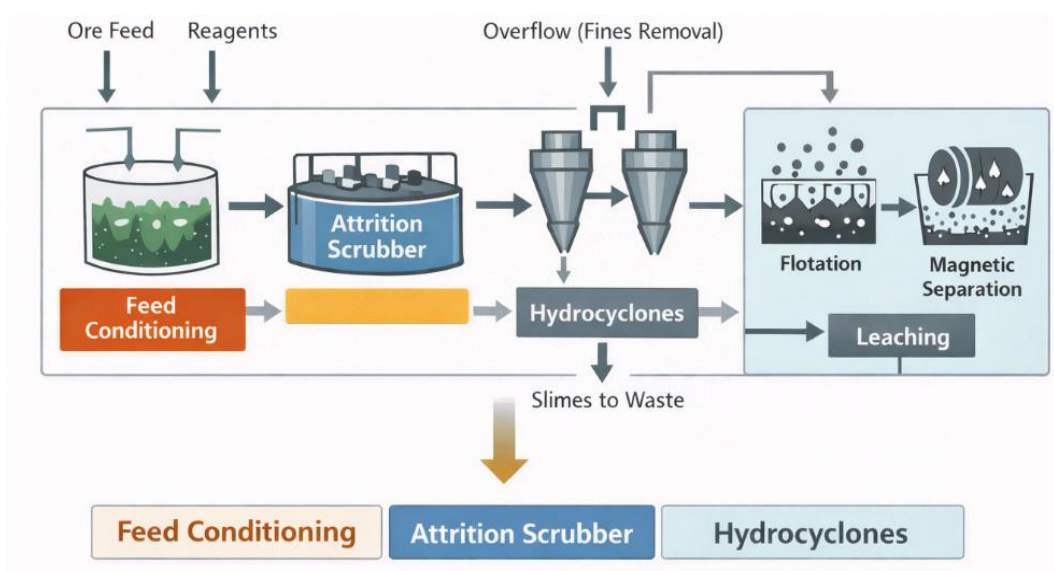 Ore Feed
Reagents
Overflow (Fines Removal)
Attrition
Scrubber
Flotation
Magnetic
Separation
Feed
Conditioning
Hydrocyclones
Leaching
Slimes to Waste
Feed Conditioning
Attrition Scrubber
Hydrocyclones